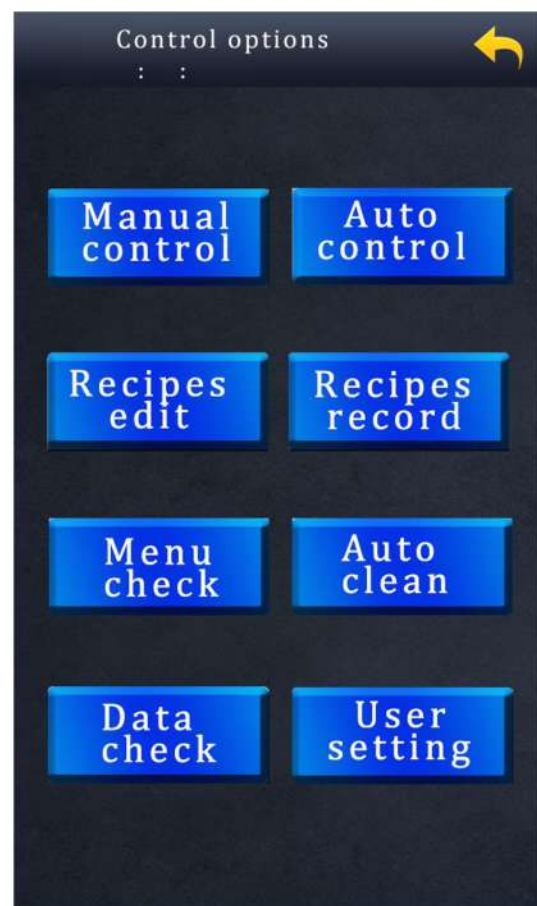 Control options
: :
Manual
control
Auto
control
Recipes
edit
Recipes
record
Menu
check
Auto
clean
Data
check
User
setting